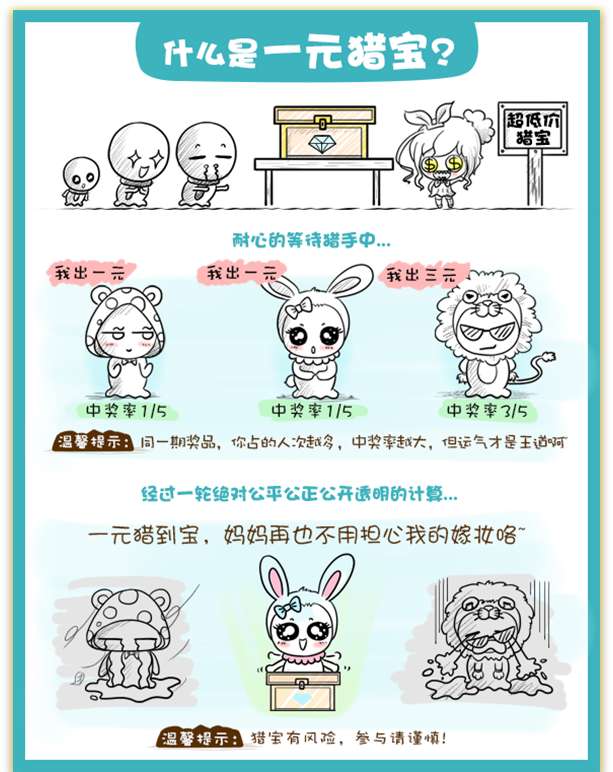 什么是一元猎宝?
超低价
猎宝
耐心的等待猎手中...
我出一元
我出一元
我出三元
中奖率1/5
中奖率1/5
中奖率3/5
温馨提示: 同一期奖品，你占的人次越多，中奖率越大，但运气才是王道啊
经过一轮绝对公平公正公开透明的计算...
一元猎到宝，妈妈再也不用担心我的嫁妆咯~
温馨提示: 猎宝有风险，参与请谨慎!